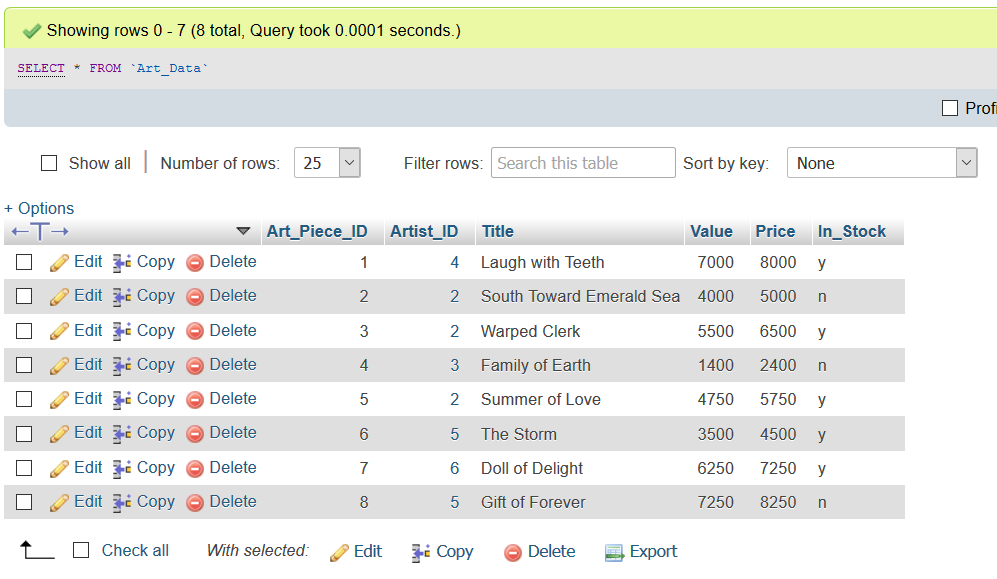 Showing rows 0 - 7 (8 total, Query took 0.0001 seconds.)
SELECT * FROM `Art_Data`
Profi
Show all Number of rows: 25 Filter rows: Search this table Sort by key: None
+ Options
Art_Piece_ID Artist_ID Title Value Price In_Stock
Edit Copy Delete 1 4 Laugh with Teeth 7000 8000 y
Edit Copy Delete 2 2 South Toward Emerald Sea 4000 5000 n
Edit Copy Delete 3 2 Warped Clerk 5500 6500 y
Edit Copy Delete 4 3 Family of Earth 1400 2400 n
Edit Copy Delete 5 2 Summer of Love 4750 5750 y
Edit Copy Delete 6 5 The Storm 3500 4500 y
Edit Copy Delete 7 6 Doll of Delight 6250 7250 y
Edit Copy Delete 8 5 Gift of Forever 7250 8250 n
Check all With selected: Edit Copy Delete Export